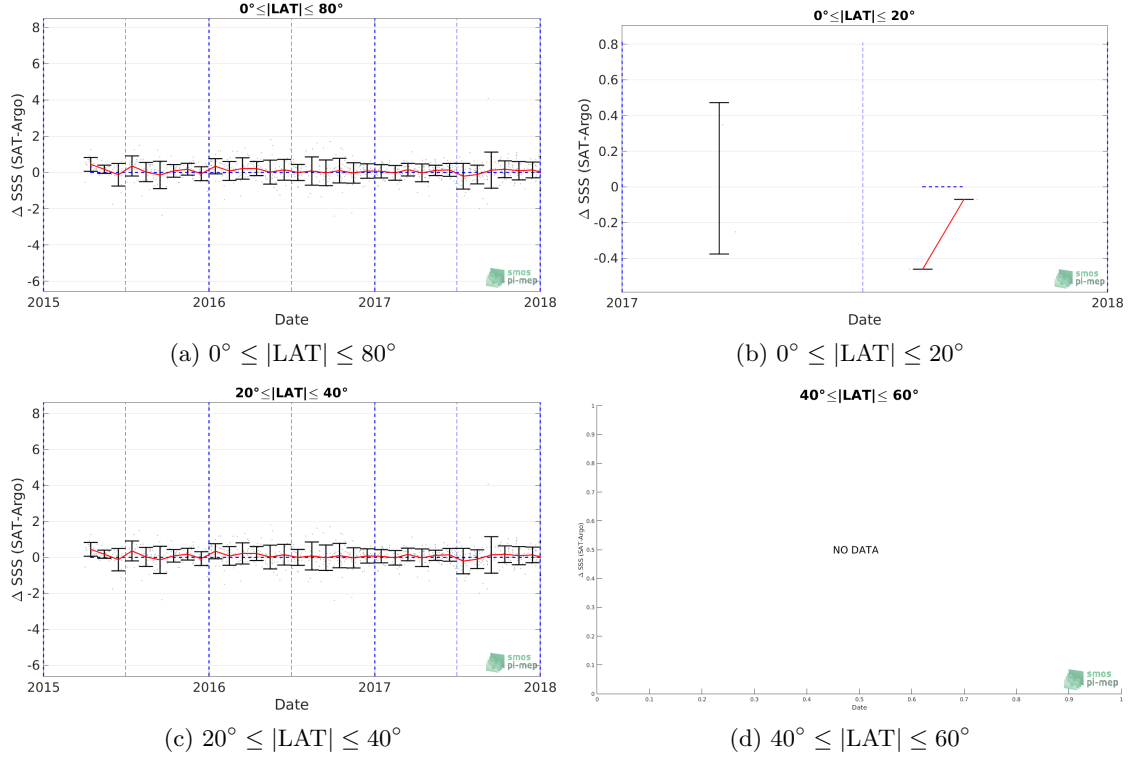 0°≤|LAT|≤ 80°
Δ SSS (SAT-Argo)
8
6
4
2
0
-2
-4
-6
2015
2016
2017
2018
Date
smos
pi-mep
(a) 0° ≤ |LAT| ≤ 80°
0°≤|LAT|≤ 20°
Δ SSS (SAT-Argo)
0.8
0.6
0.4
0.2
0
-0.2
-0.4
2017
2018
Date
smos
pi-mep
(b) 0° ≤ |LAT| ≤ 20°
20°≤|LAT|≤ 40°
Δ SSS (SAT-Argo)
8
6
4
2
0
-2
-4
-6
2015
2016
2017
2018
Date
smos
pi-mep
(c) 20° ≤ |LAT| ≤ 40°
40°≤|LAT|≤ 60°
Δ SSS (SAT-Argo)
1
0.9
0.8
0.7
0.6
0.5
0.4
0.3
0.2
0.1
0
NO DATA
0
0.1
0.2
0.3
0.4
0.5
0.6
0.7
0.8
0.9
1
Date
smos
pi-mep
(d) 40° ≤ |LAT| ≤ 60°